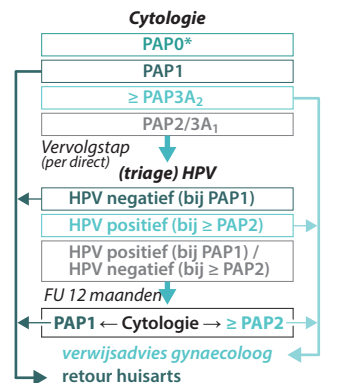 Cytologie
PAP0*
PAP1
≥ PAP3A₂
PAP2/3A₁
Vervolgstap
(per direct)
(triage) HPV
HPV negatief (bij PAP1)
HPV positief (bij ≥ PAP2)
HPV positief (bij PAP1) /
HPV negatief (bij ≥ PAP2)
FU 12 maanden
PAP1 ← Cytologie → ≥ PAP2
verwijsadvies gynaecoloog
retour huisarts